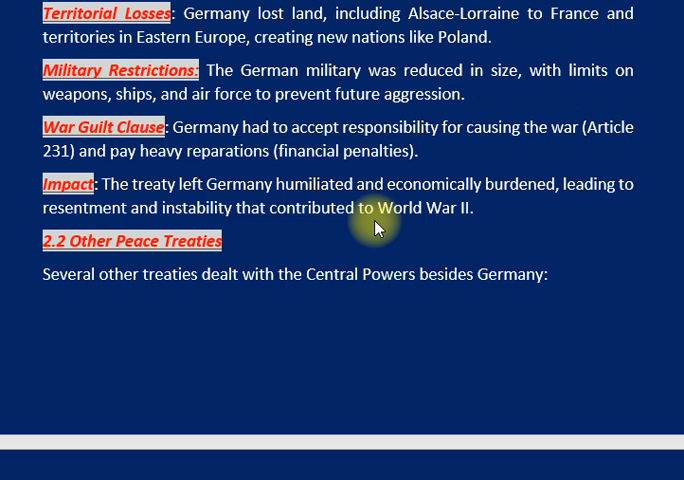 Territorial Losses: Germany lost land, including Alsace-Lorraine to France and
territories in Eastern Europe, creating new nations like Poland.
Military Restrictions: The German military was reduced in size, with limits on
weapons, ships, and air force to prevent future aggression.
War Guilt Clause: Germany had to accept responsibility for causing the war (Article
231) and pay heavy reparations (financial penalties).
Impact: The treaty left Germany humiliated and economically burdened, leading to
resentment and instability that contributed to World War II.
2.2 Other Peace Treaties
Several other treaties dealt with the Central Powers besides Germany: